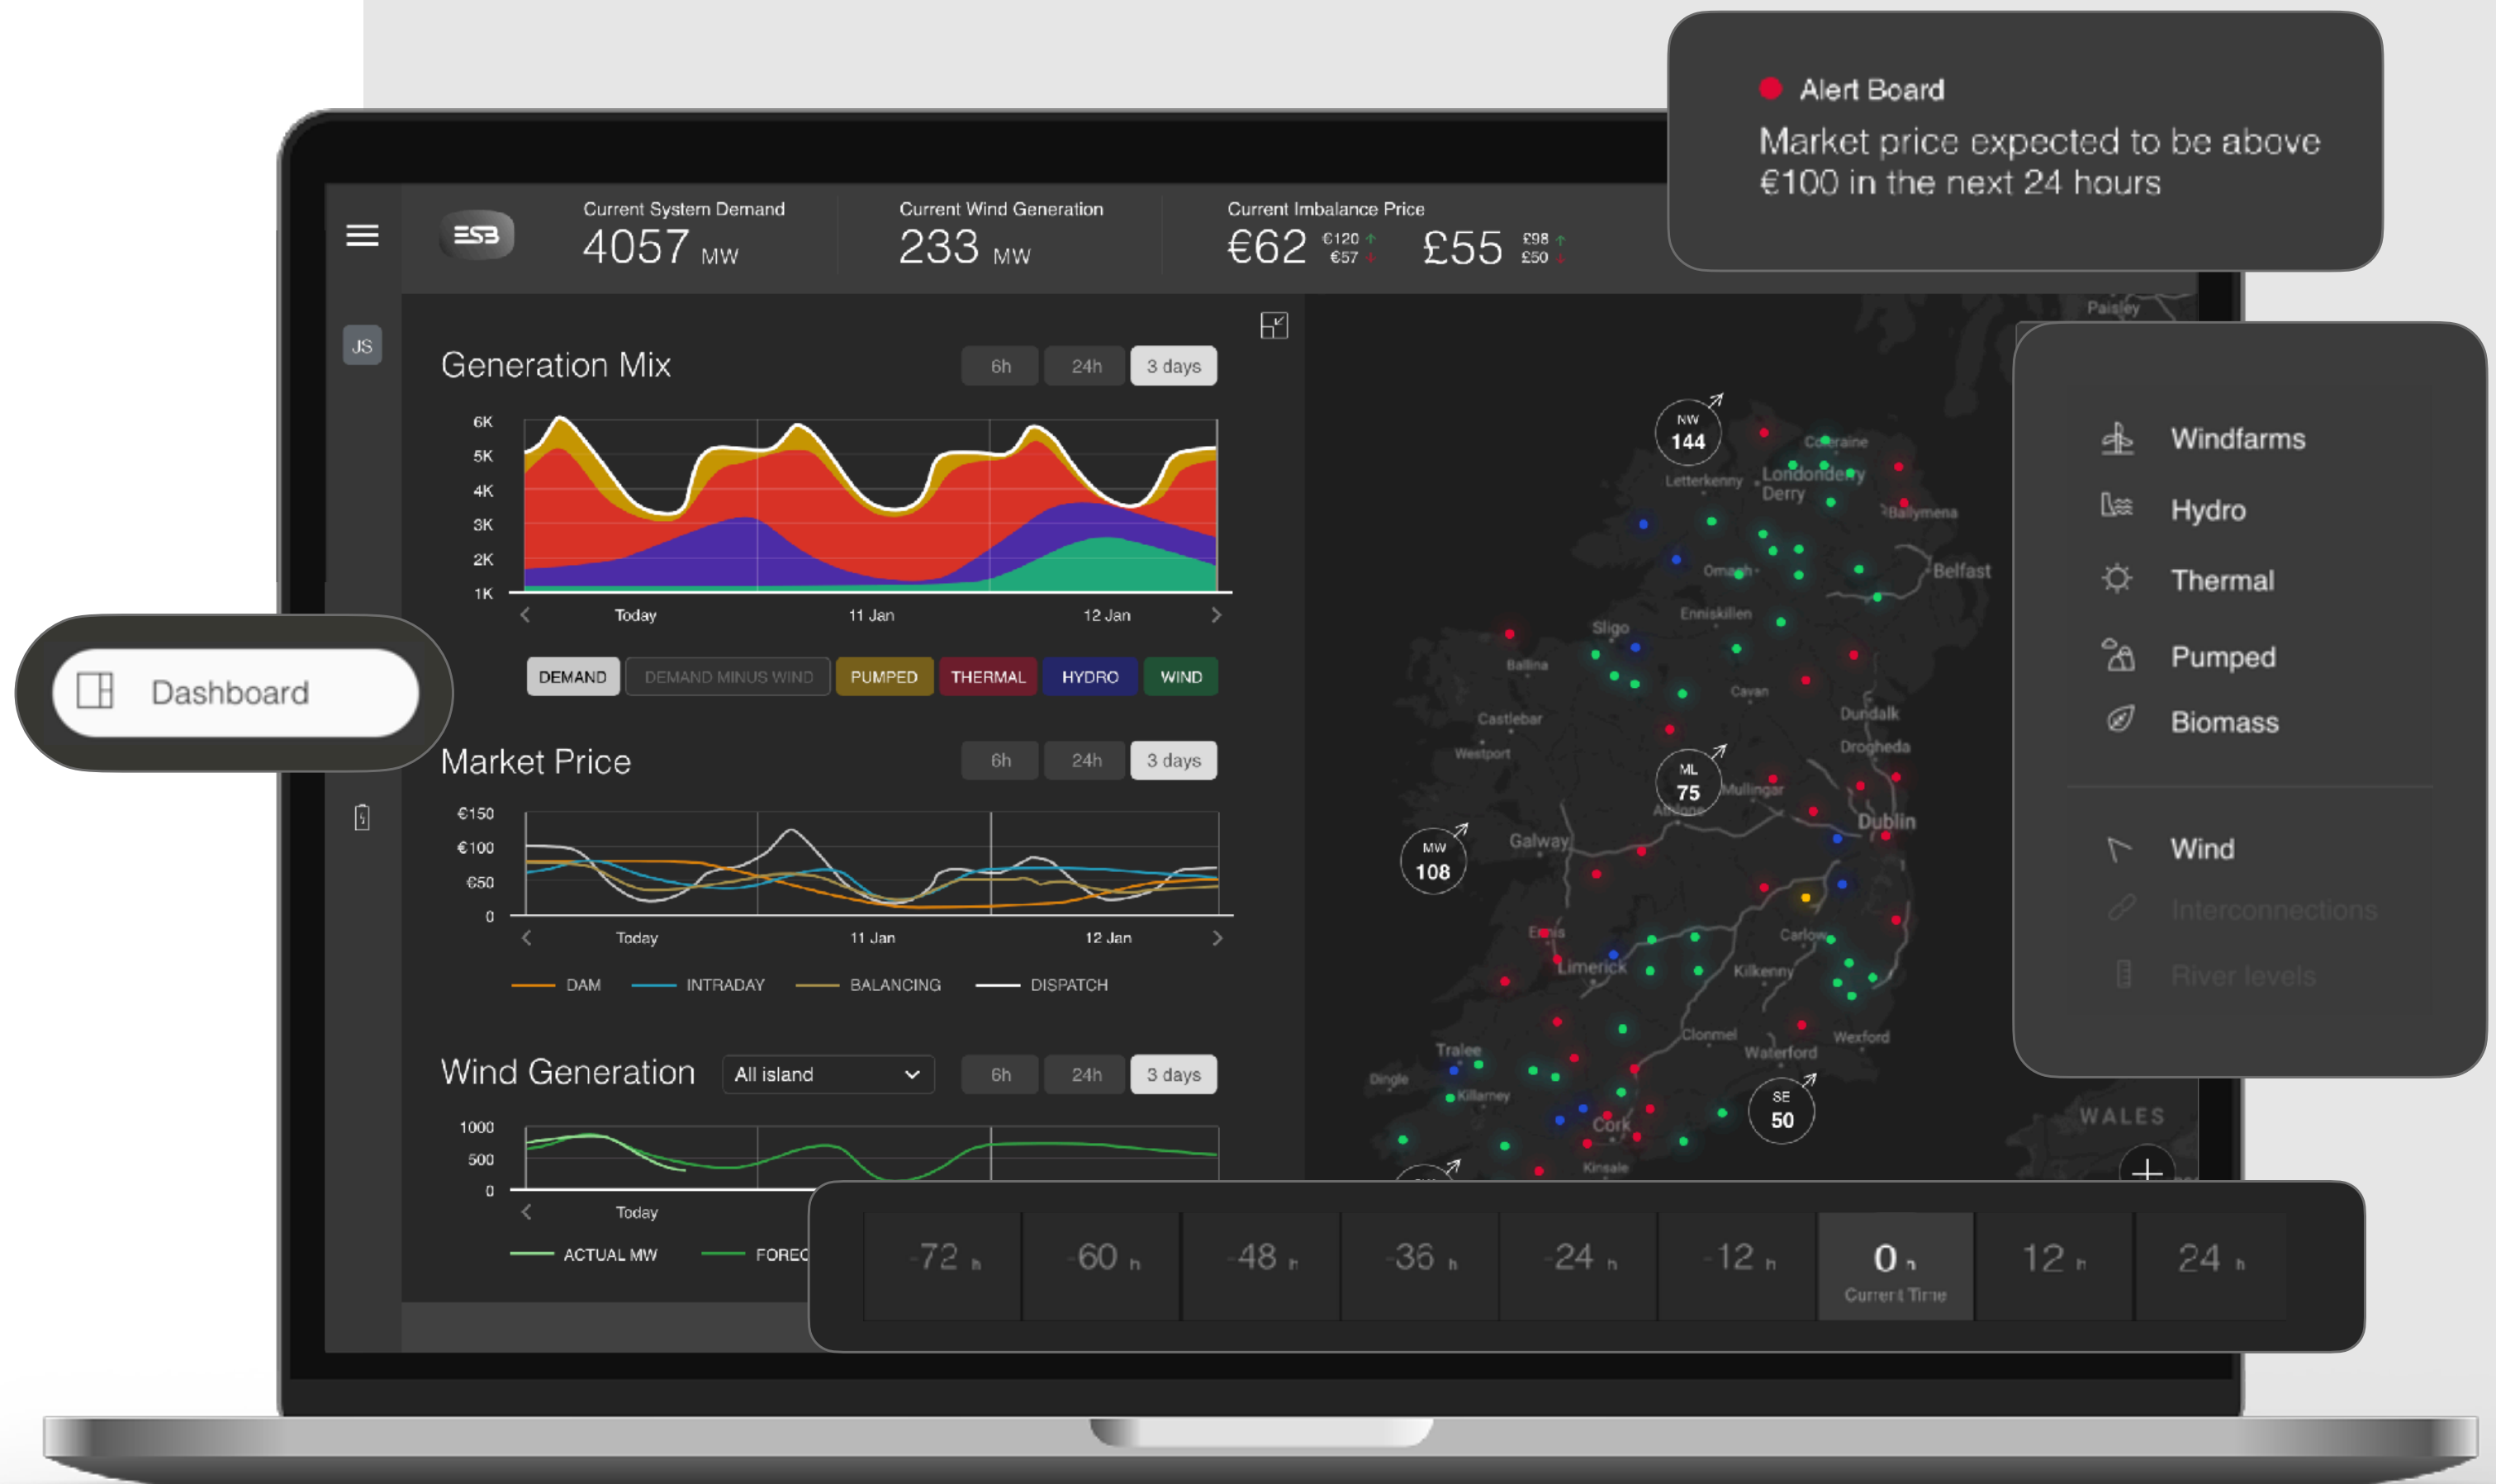 Alert Board
Market price expected to be above
€100 in the next 24 hours
ESB
Current System Demand
4057 MW
Current Wind Generation
233 MW
Current Imbalance Price
€62 €120 €57 £55 £98 £50
JS
Generation Mix
6h 24h 3 days
6K
5K
4K
3K
2K
1K
Today 11 Jan 12 Jan
DEMAND DEMAND MINUS WIND PUMPED THERMAL HYDRO WIND
Dashboard
Market Price
6h 24h 3 days
€150
€100
€50
0
Today 11 Jan 12 Jan
DAM INTRADAY BALANCING DISPATCH
Wind Generation All island 6h 24h 3 days
1000
500
0
Today
ACTUAL MW FOREC
Paisley
NW
144
Coleraine
Letterkenny
Londonderry
Derry
Ballymena
Omagh
Belfast
Enniskillen
Sligo
Ballina
Cavan
Castlebar
Dundalk
Westport
Drogheda
ML
75
Mullingar
Athlone
Dublin
Galway
MW
108
Ennis
Carlow
Limerick
Kilkenny
Clonmel
Wexford
Waterford
Tralee
Dingle
Killarney
SE
50
Cork
Kinsale
WALES
Windfarms
Hydro
Thermal
Pumped
Biomass
Wind
Interconnections
River levels
-72 h -60 h -48 h -36 h -24 h -12 h 0 h 12 h 24 h
Current Time